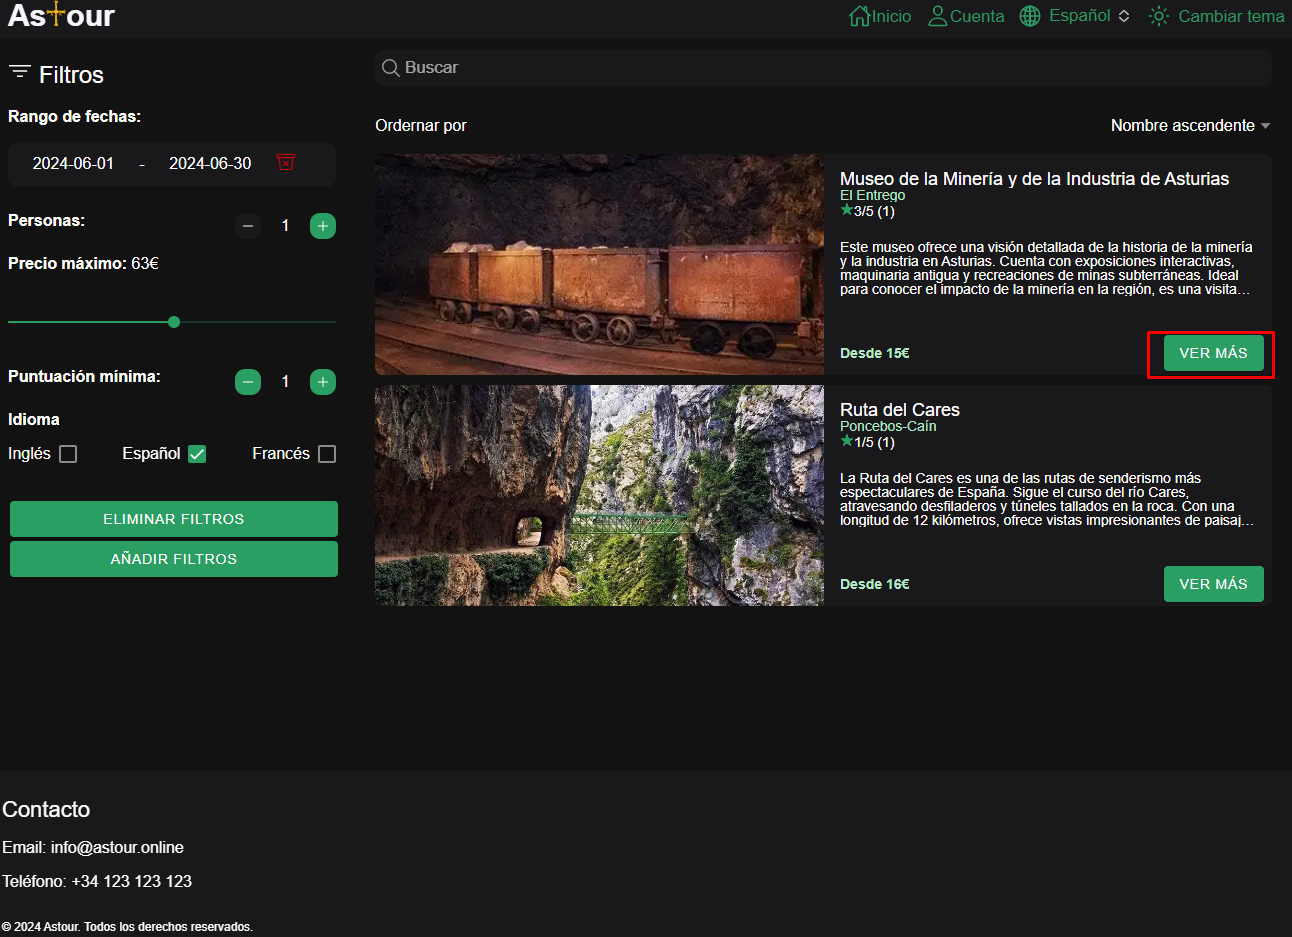 Astour
Inicio
Cuenta
Español
Cambiar tema
Filtros
Rango de fechas:
2024-06-01 - 2024-06-30
Personas:
1
Precio máximo: 63€
Puntuación mínima:
1
Idioma
Inglés
Español
Francés
ELIMINAR FILTROS
AÑADIR FILTROS
Buscar
Ordernar por
Nombre ascendente
Museo de la Minería y de la Industria de Asturias
El Entrego
3/5 (1)
Este museo ofrece una visión detallada de la historia de la minería
y la industria en Asturias. Cuenta con exposiciones interactivas,
maquinaria antigua y recreaciones de minas subterráneas. Ideal
para conocer el impacto de la minería en la región, es una visita...
Desde 15€
VER MÁS
Ruta del Cares
Poncebos-Caín
1/5 (1)
La Ruta del Cares es una de las rutas de senderismo más
espectaculares de España. Sigue el curso del río Cares,
atravesando desfiladeros y túneles tallados en la roca. Con una
longitud de 12 kilómetros, ofrece vistas impresionantes de paisaj...
Desde 16€
VER MÁS
Contacto
Email: info@astour.online
Teléfono: +34 123 123 123
© 2024 Astour. Todos los derechos reservados.